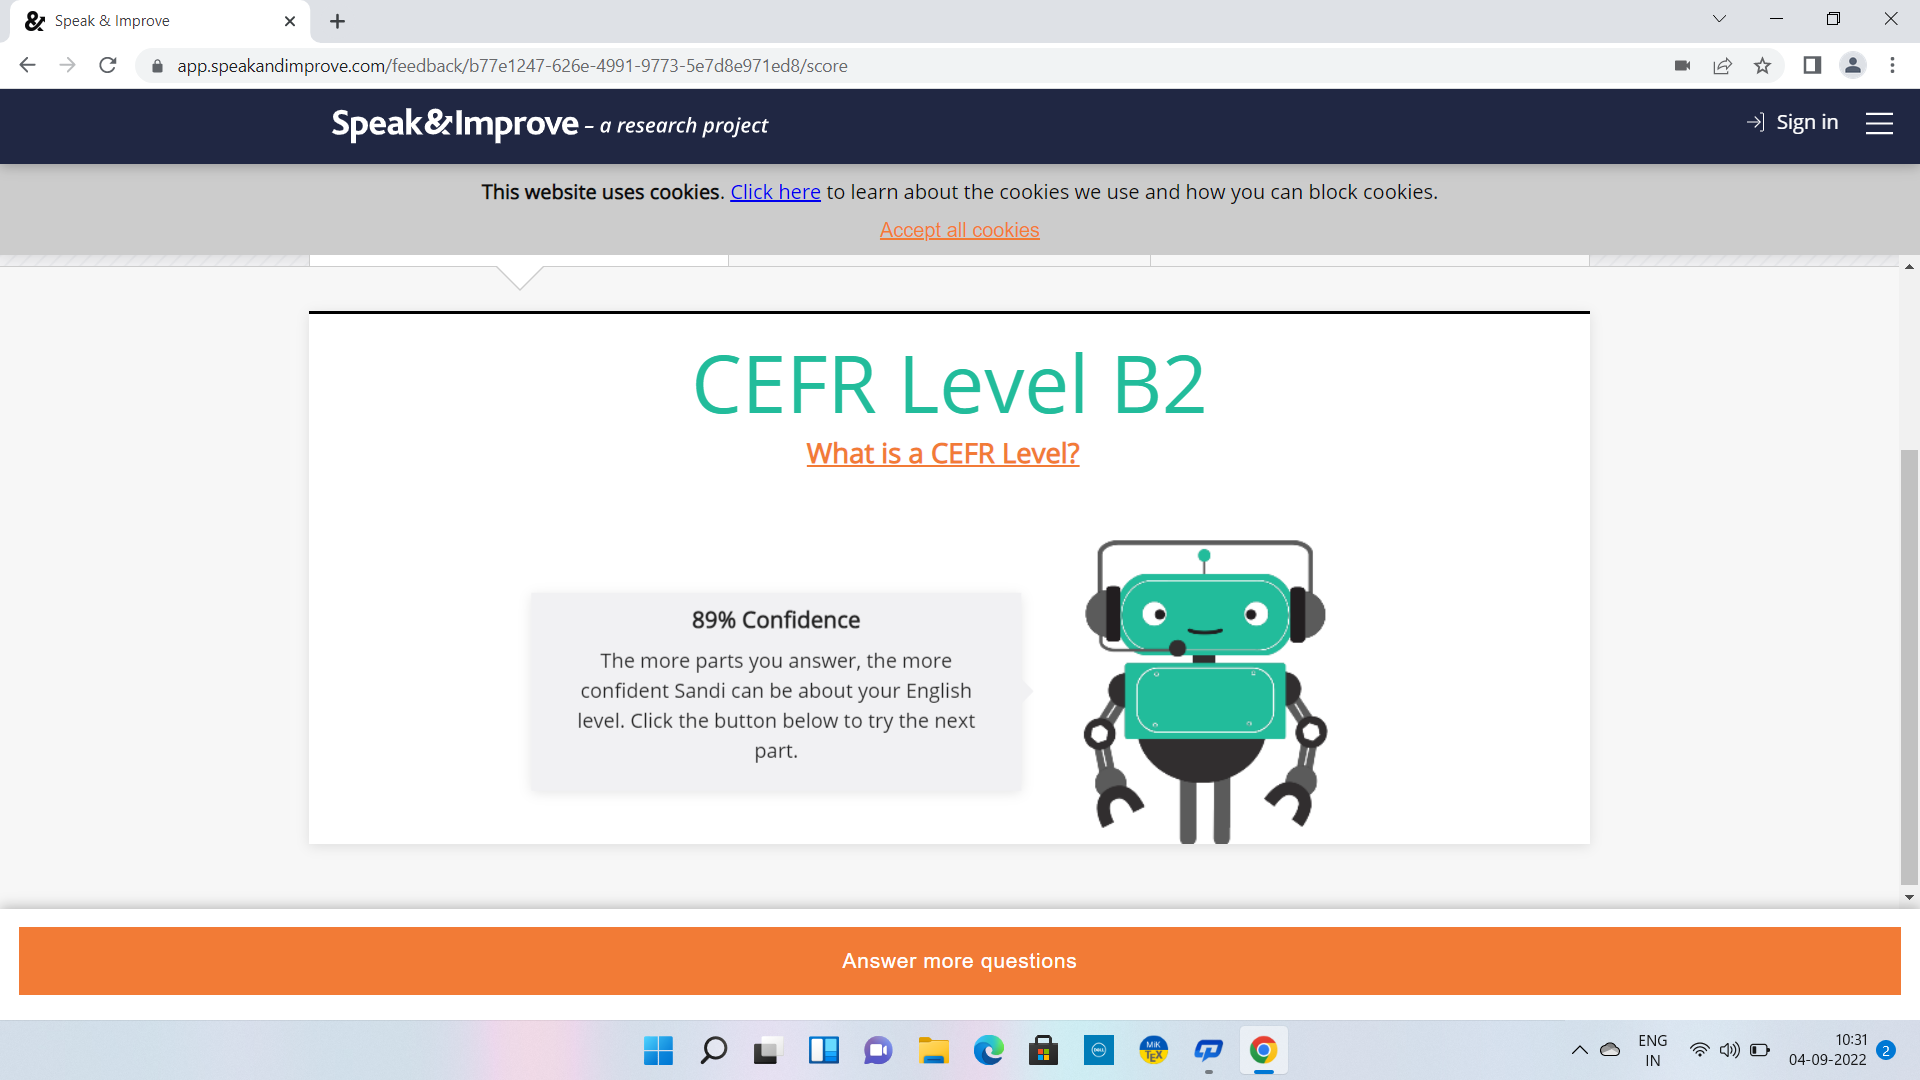 Speak & Improve
app.speakandimprove.com/feedback/b77e1247-626e-4991-9773-5e7d8e971ed8/score
Speak&Improve – a research project
Sign in
This website uses cookies. Click here to learn about the cookies we use and how you can block cookies.
Accept all cookies
CEFR Level B2
What is a CEFR Level?
89% Confidence
The more parts you answer, the more
confident Sandi can be about your English
level. Click the button below to try the next
part.
Answer more questions
DELL
MiK
TEX
ENG
IN
10:31
04-09-2022
2